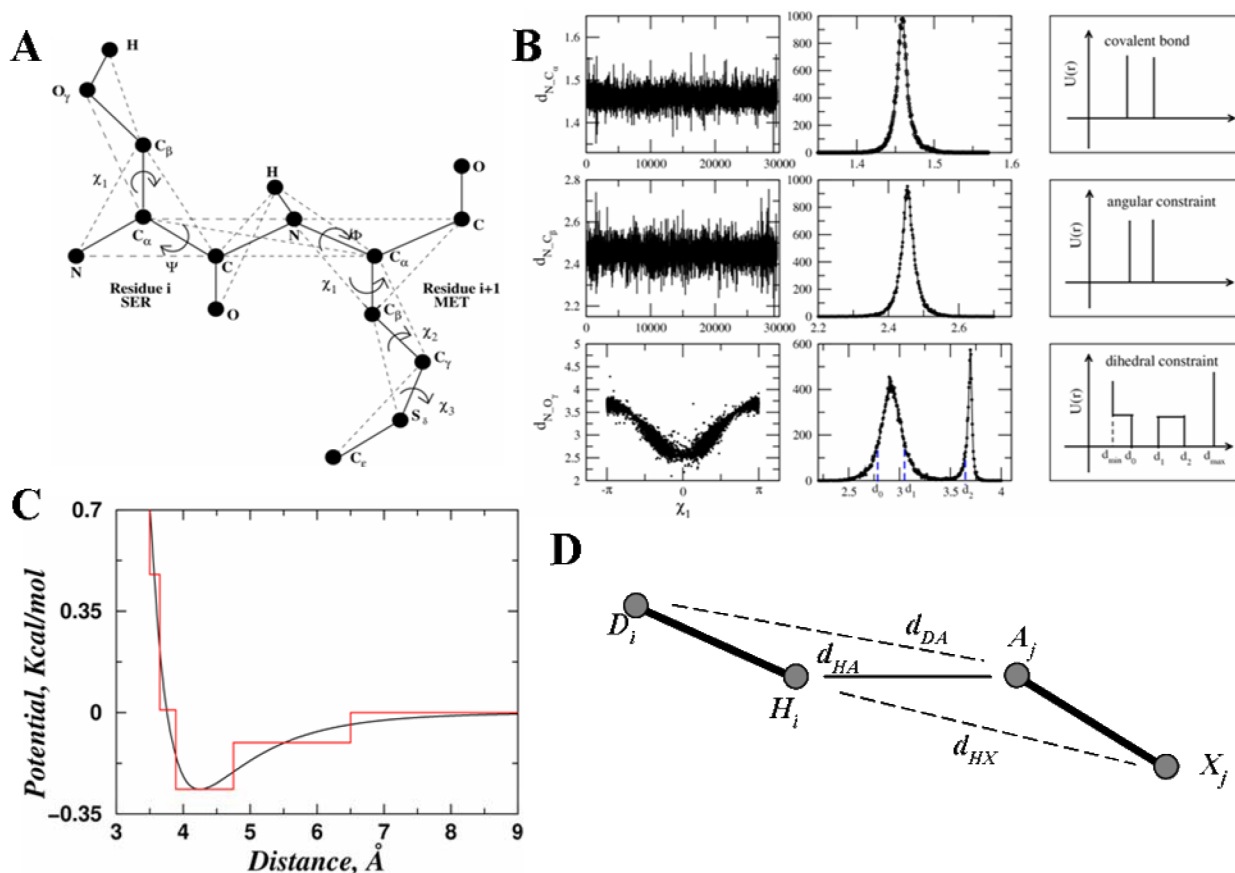 A
H
Oγ
Cβ
χ1
O
H
Cα
N
C
N
Φ
Cα
C
Ψ
χ1
Residue i
SER
Residue i+1
MET
O
Cβ
χ2
Cγ
χ3
Sδ
Cε
B
d_N_Cα
1.6
1.5
1.4
0 10000 20000 30000
1000
800
600
400
200
0
1.4 1.5 1.6
covalent bond
U(r)
d_N_Cβ
2.8
2.6
2.4
2.2
0 10000 20000 30000
1000
800
600
400
200
0
2.2 2.4 2.6 2.8
angular constraint
U(r)
d_N_Oγ
5
4.5
4
3.5
3
2.5
2
-π 0 π
χ1
600
400
200
0
2.5 3 3.5 4
d0 d1 d2
dihedral constraint
U(r)
dmin d0 d1 d2 dmax
C
Potential, Kcal/mol
0.7
0.35
0
−0.35
3 4 5 6 7 8 9
Distance, Å
D
Di
dDA
Aj
dHA
Hi
dHX
Xj